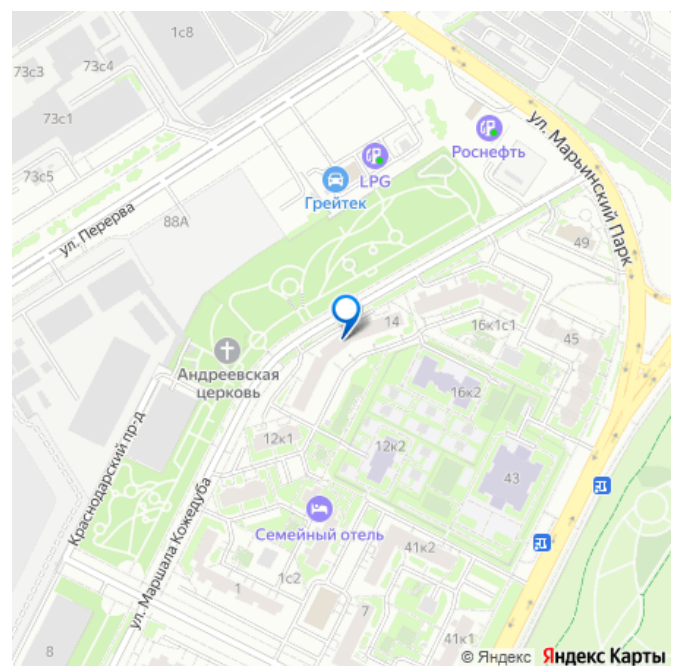 1с8
73с3
73с1
73с5
ул. Марьинский Парк
Роснефть
LPG
Грейтек
88А
ул. Перерва
49
14
16к1с1
45
Андреевская
церковь
16к2
12к1
12к2
43
Краснодарский пр-д
ул. Маршала Кожедуба
Семейный отель
41к2
1с2
1
7
41к1
8
© Яндекс Яндекс Карты